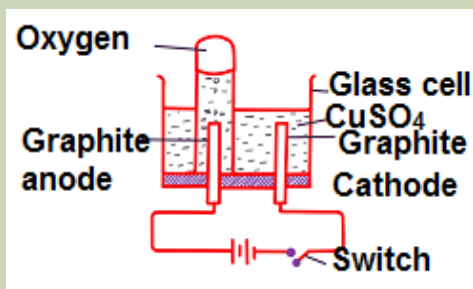 Oxygen
Glass cell
CuSO4
Graphite
anode
Graphite
Cathode
Switch